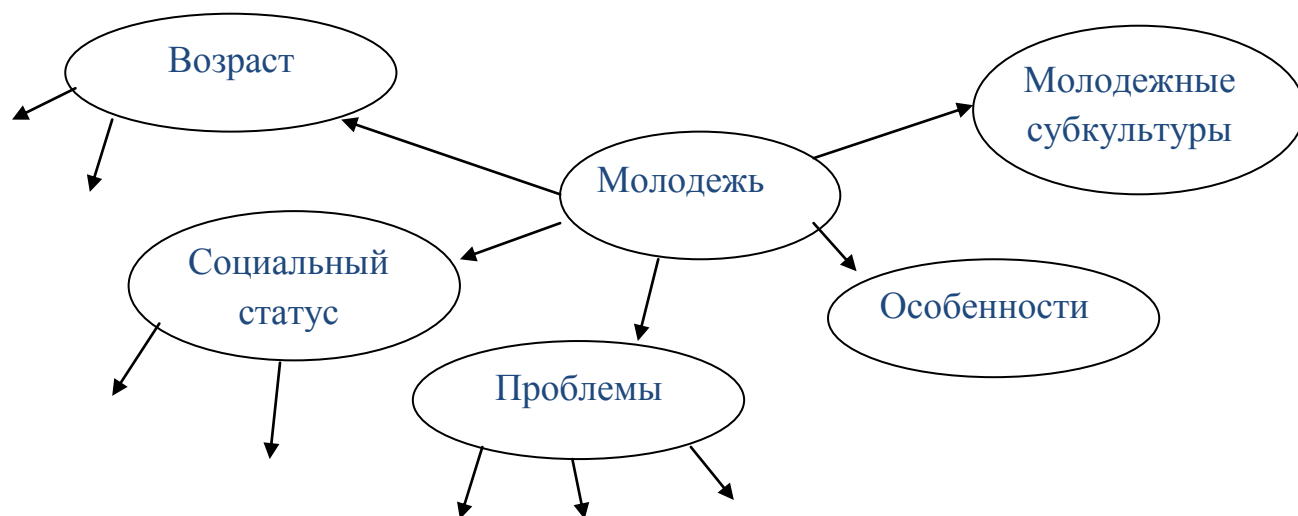 Возраст
Молодежные
субкультуры
Молодежь
Социальный
статус
Особенности
Проблемы